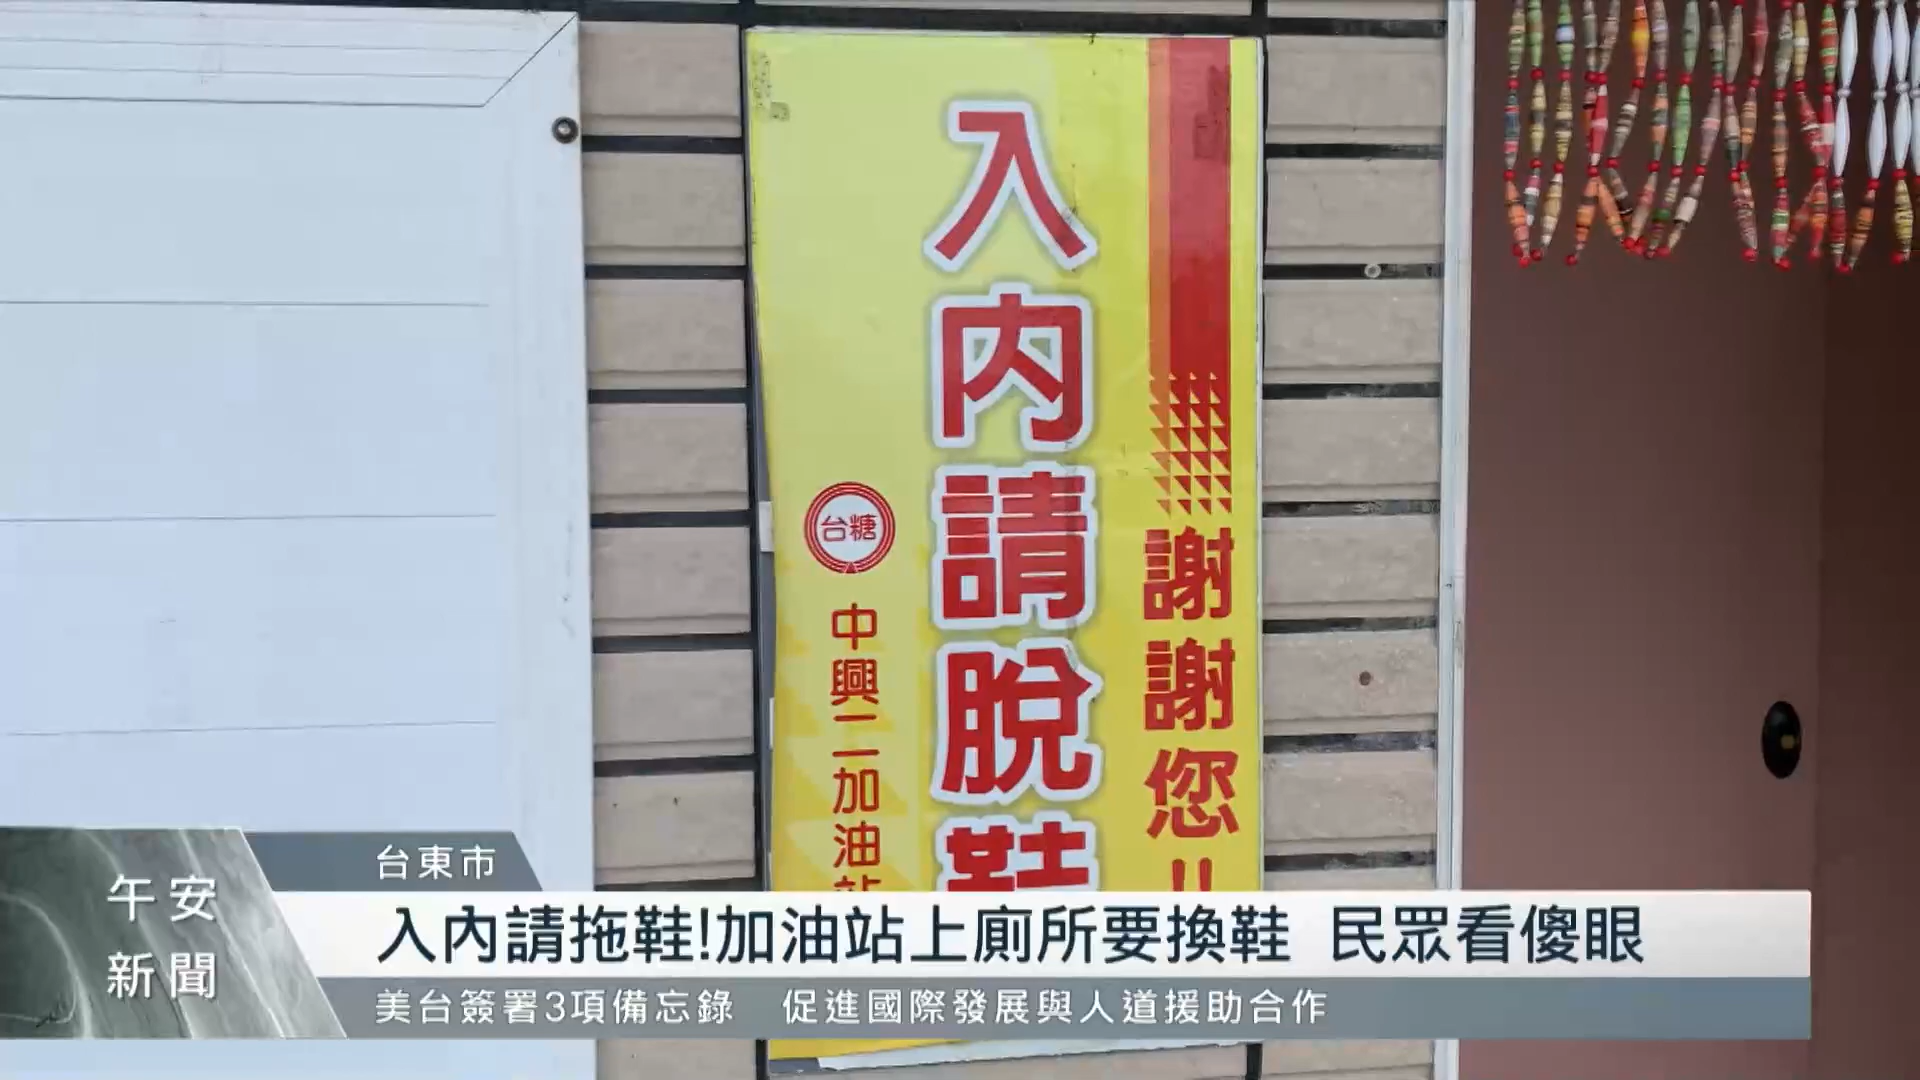 入內請脫鞋
謝謝您!!
台糖
中興二加油站
台東市
午安
新聞
入內請拖鞋!加油站上廁所要換鞋 民眾看傻眼
美台簽署3項備忘錄 促進國際發展與人道援助合作